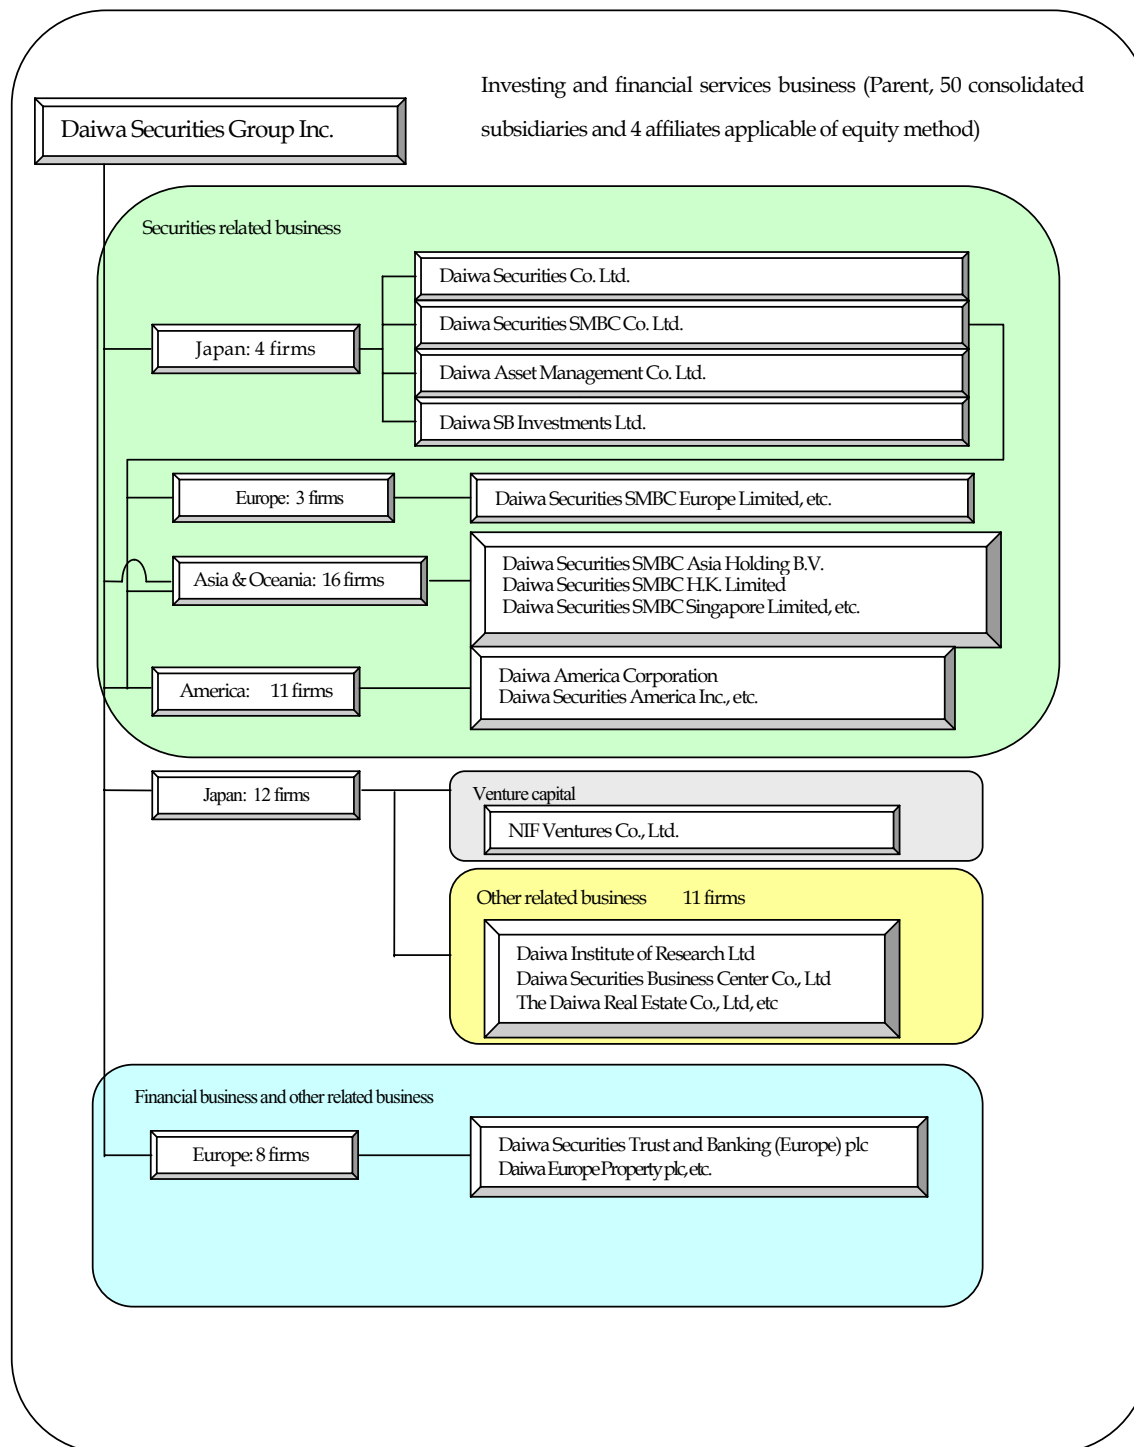 Investing and financial services business (Parent, 50 consolidated
subsidiaries and 4 affiliates applicable of equity method)
Daiwa Securities Group Inc.
Securities related business
Daiwa Securities Co. Ltd.
Daiwa Securities SMBC Co. Ltd.
Japan: 4 firms
Daiwa Asset Management Co. Ltd.
Daiwa SB Investments Ltd.
Europe: 3 firms
Daiwa Securities SMBC Europe Limited, etc.
Asia & Oceania: 16 firms
Daiwa Securities SMBC Asia Holding B.V.
Daiwa Securities SMBC H.K. Limited
Daiwa Securities SMBC Singapore Limited, etc.
America: 11 firms
Daiwa America Corporation
Daiwa Securities America Inc., etc.
Japan: 12 firms
Venture capital
NIF Ventures Co., Ltd.
Other related business 11 firms
Daiwa Institute of Research Ltd
Daiwa Securities Business Center Co., Ltd
The Daiwa Real Estate Co., Ltd, etc
Financial business and other related business
Europe: 8 firms
Daiwa Securities Trust and Banking (Europe) plc
Daiwa Europe Property plc, etc.